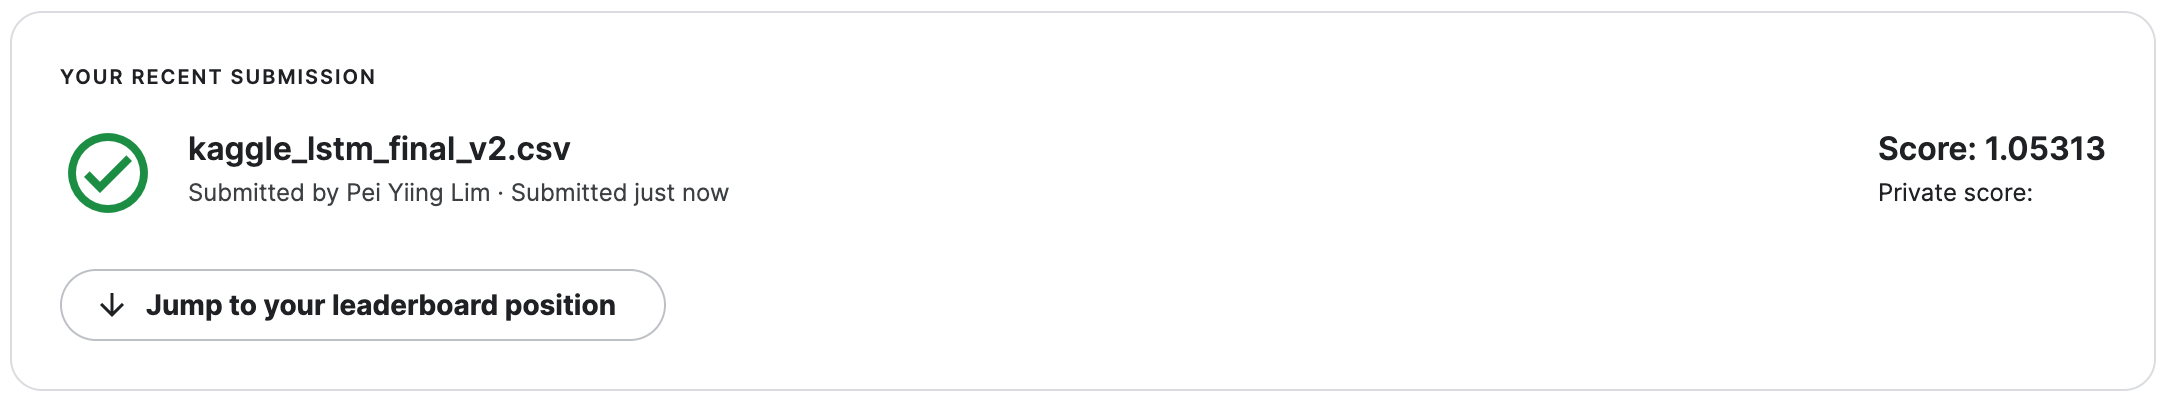 YOUR RECENT SUBMISSION
kaggle_lstm_final_v2.csv
Score: 1.05313
Submitted by Pei Yiing Lim · Submitted just now
Private score:
Jump to your leaderboard position